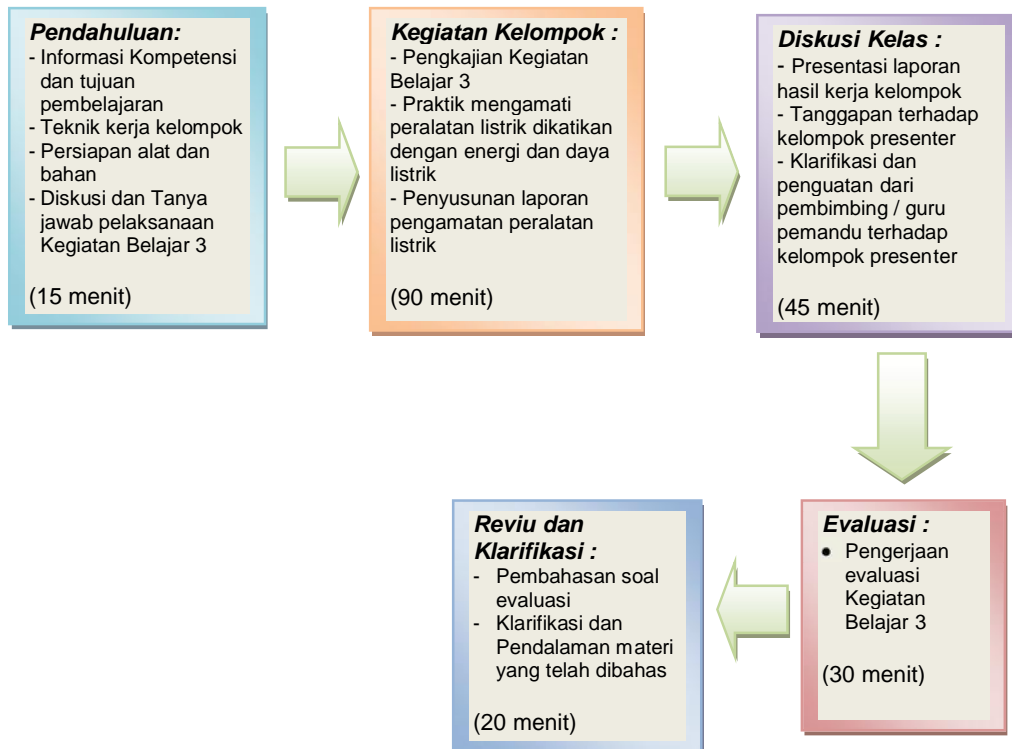 Pendahuluan:
- Informasi Kompetensi
dan tujuan
pembelajaran
- Teknik kerja kelompok
- Persiapan alat dan
bahan
- Diskusi dan Tanya
jawab pelaksanaan
Kegiatan Belajar 3
(15 menit)
Kegiatan Kelompok :
- Pengkajian Kegiatan
Belajar 3
- Praktik mengamati
peralatan listrik dikatikan
dengan energi dan daya
listrik
- Penyusunan laporan
pengamatan peralatan
listrik
(90 menit)
Diskusi Kelas :
- Presentasi laporan
hasil kerja kelompok
- Tanggapan terhadap
kelompok presenter
- Klarifikasi dan
penguatan dari
pembimbing / guru
pemandu terhadap
kelompok presenter
(45 menit)
Evaluasi :
• Pengerjaan
evaluasi
Kegiatan
Belajar 3
(30 menit)
Reviu dan
Klarifikasi :
- Pembahasan soal
evaluasi
- Klarifikasi dan
Pendalaman materi
yang telah dibahas
(20 menit)